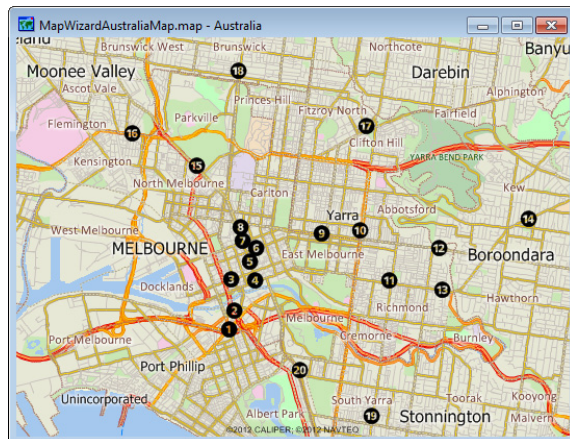 MapWizardAustraliaMap.map - Australia
Brunswick West
Brunswick
Northcote
Banyu
Moonee Valley
18
Darebin
Ascot Vale
Princes Hill
Alphington
Parkville
Fitzroy North
Fairfield
Flemington
17
16
Clifton Hill
Kensington
YARRA BEND PARK
15
North Melbourne
Carlton
Kew
Yarra
Abbotsford
14
West Melbourne
8
9
10
7
MELBOURNE
6
12
East Melbourne
Boroondara
5
Docklands
3
4
11
13
Richmond
Hawthorn
2
Melbourne
1
Port Melbourne
Cremorne
Burnley
Port Phillip
20
Unincorporated
South Yarra
Toorak
Kooyong
Albert Park
19
Stonnington
Malvern
©2012 CALIPER; ©2012 NAVTEQ